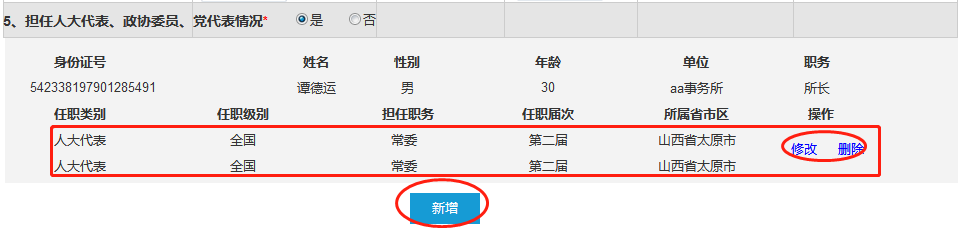 5、担任人大代表、政协委员、党代表情况* 是 否
身份证号 姓名 性别 年龄 单位 职务
542338197901285491 谭德运 男 30 aa事务所 所长
任职类别 任职级别 担任职务 任职届次 所属省市区 操作
人大代表 全国 常委 第二届 山西省太原市
修改 删除
人大代表 全国 常委 第二届 山西省太原市
新增